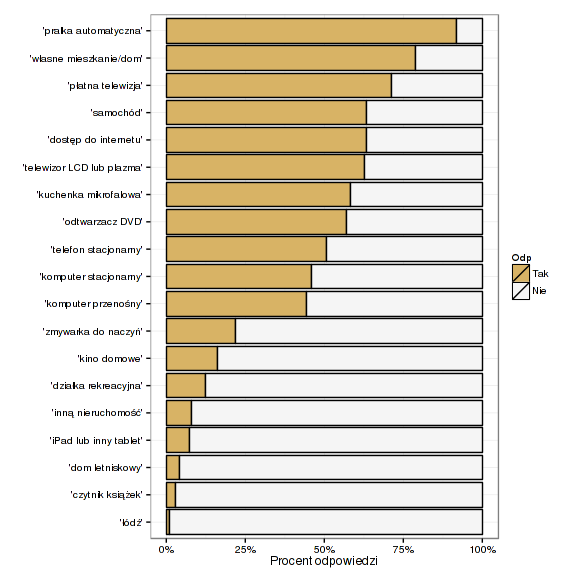 'pralka automatyczna'
'własne mieszkanie/dom'
'płatna telewizja'
'samochód'
'dostęp do internetu'
'telewizor LCD lub plazma'
'kuchenka mikrofalowa'
'odtwarzacz DVD'
'telefon stacjonarny'
'komputer stacjonarny'
'komputer przenośny'
'zmywarka do naczyń'
'kino domowe'
'działka rekreacyjna'
'inną nieruchomość'
'iPad lub inny tablet'
'dom letniskowy'
'czytnik książek'
'łódź'
0% 25% 50% 75% 100%
Procent odpowiedzi
Odp
Tak
Nie